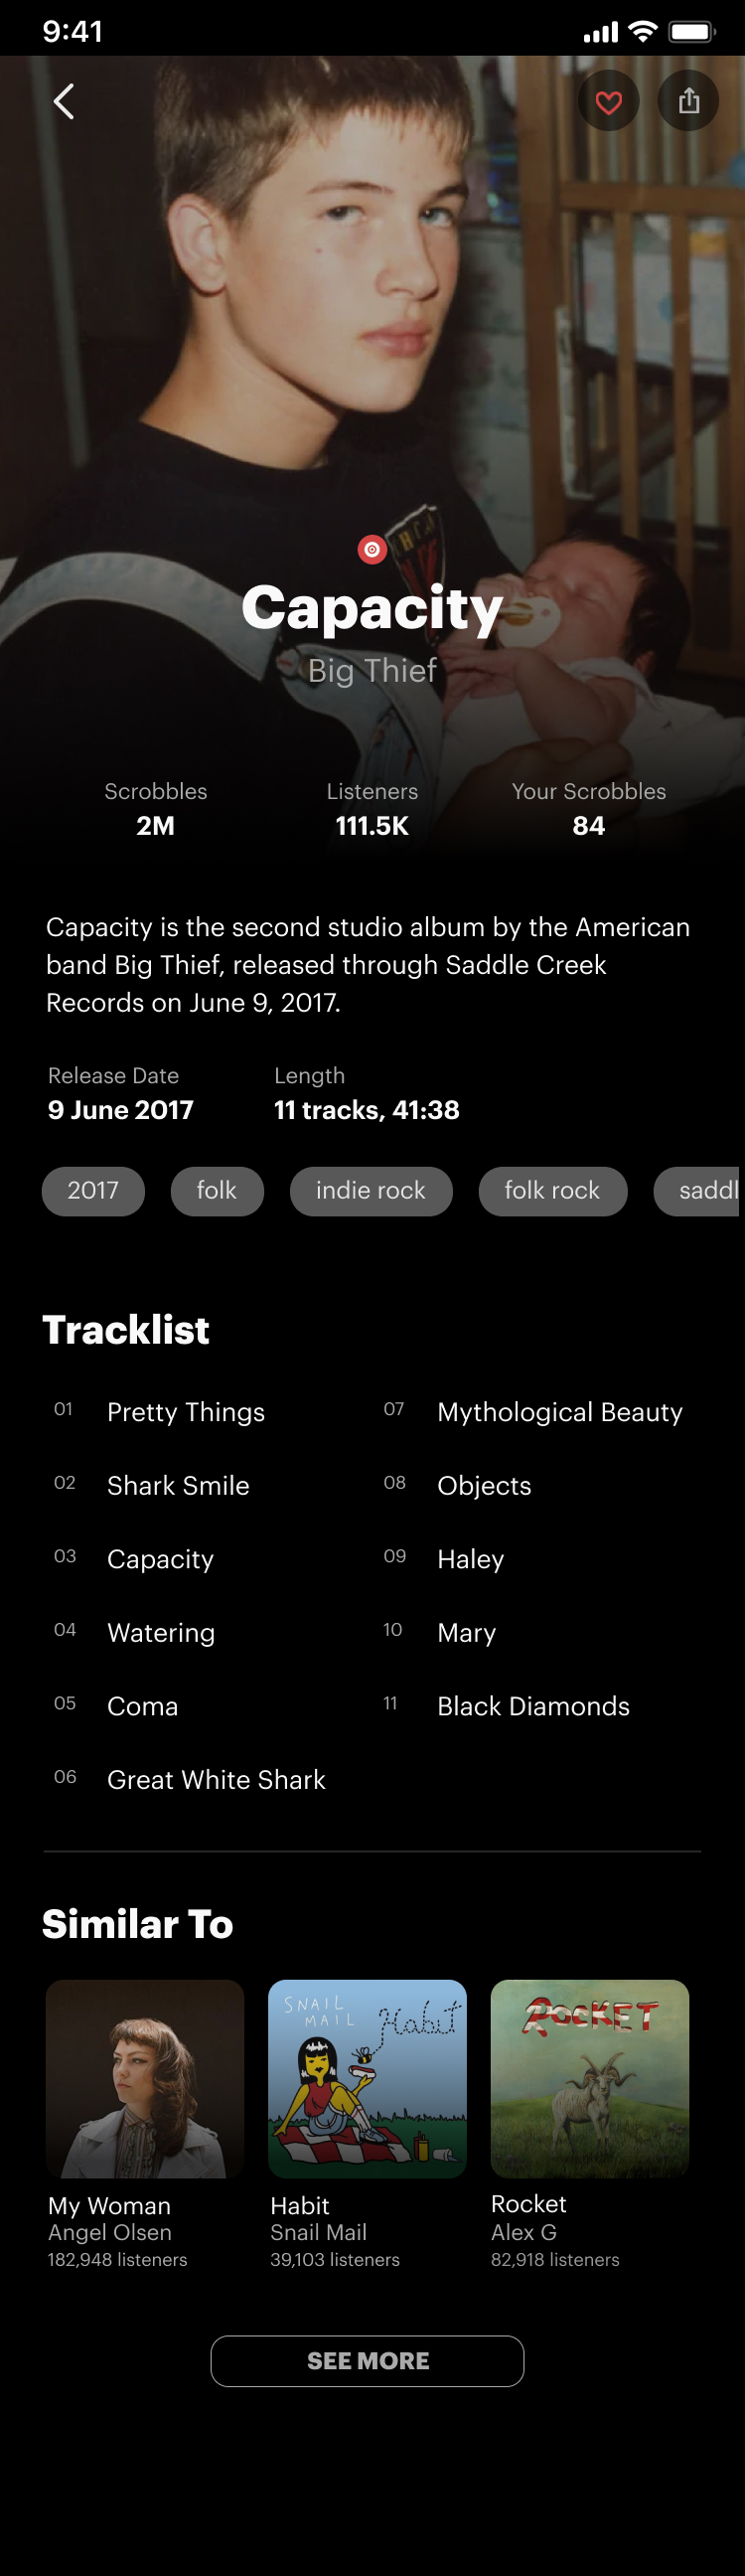 9:41
Capacity
Big Thief
Scrobbles
2M
Listeners
111.5K
Your Scrobbles
84
Capacity is the second studio album by the American
band Big Thief, released through Saddle Creek
Records on June 9, 2017.
Release Date
9 June 2017
Length
11 tracks, 41:38
2017 folk indie rock folk rock saddl
Tracklist
01 Pretty Things
02 Shark Smile
03 Capacity
04 Watering
05 Coma
06 Great White Shark
07 Mythological Beauty
08 Objects
09 Haley
10 Mary
11 Black Diamonds
Similar To
SNAIL
MAIL
Habit
ROCKET
My Woman
Angel Olsen
182,948 listeners
Habit
Snail Mail
39,103 listeners
Rocket
Alex G
82,918 listeners
SEE MORE